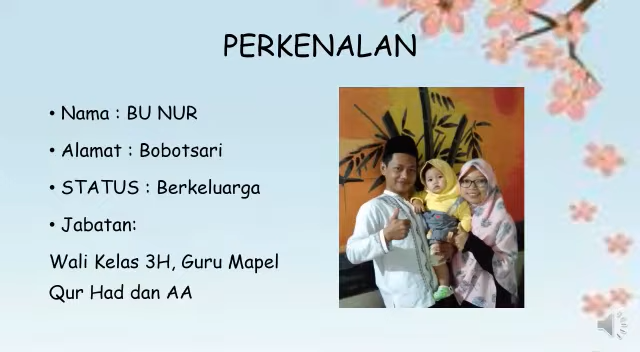 PERKENALAN
• Nama : BU NUR
• Alamat : Bobotsari
• STATUS : Berkeluarga
• Jabatan:
Wali Kelas 3H, Guru Mapel
Qur Had dan AA